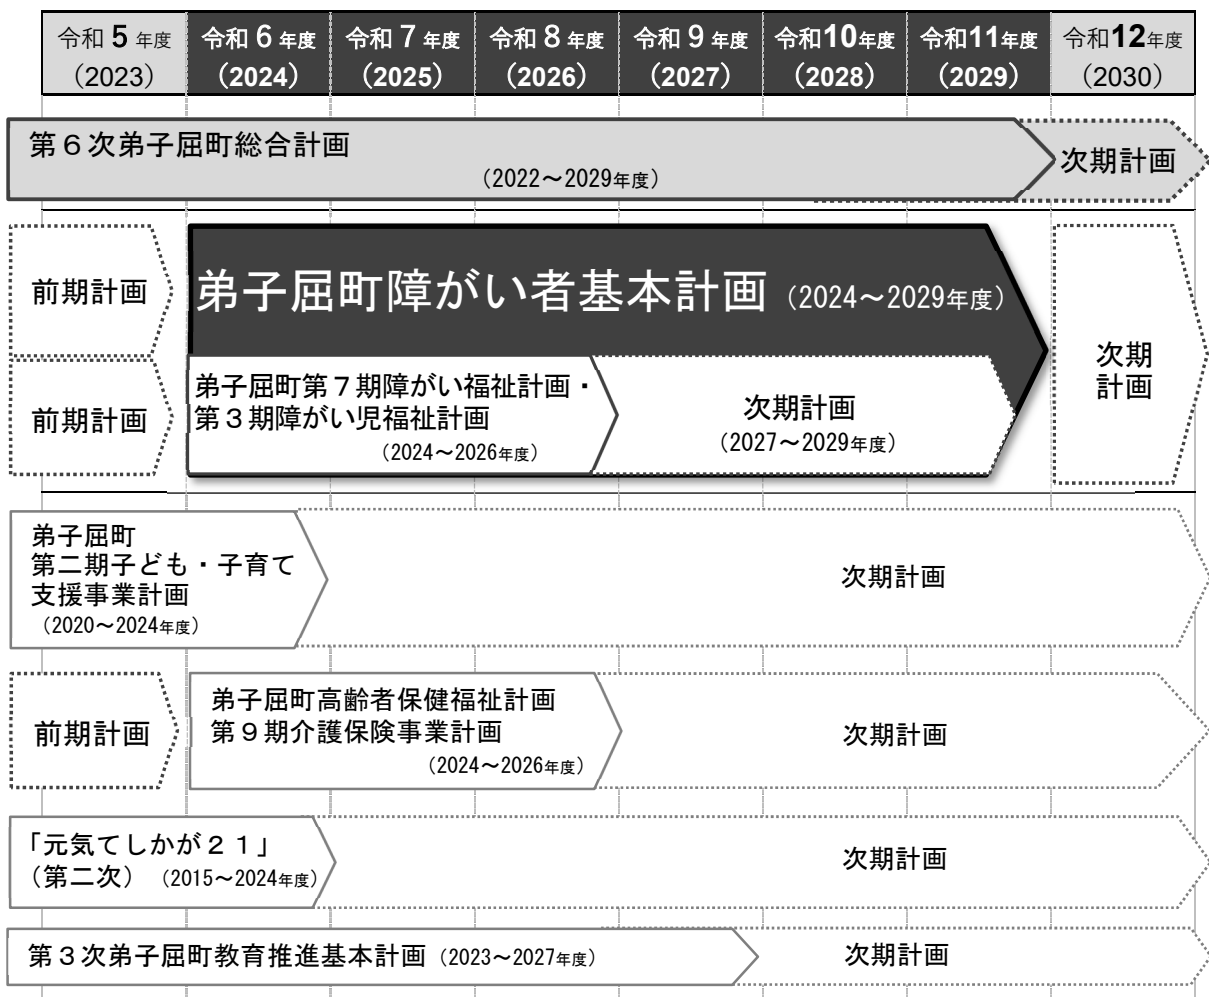 令和5年度 令和6年度 令和7年度 令和8年度 令和9年度 令和10年度 令和11年度 令和12年度
（2023） （2024） （2025） （2026） （2027） （2028） （2029） （2030）
第６次弟子屈町総合計画
（2022～2029年度）
次期計画
前期計画
弟子屈町障がい者基本計画（2024～2029年度）
次期
計画
前期計画
弟子屈町第７期障がい福祉計画・
第３期障がい児福祉計画
（2024～2026年度）
次期計画
（2027～2029年度）
弟子屈町
第二期子ども・子育て
支援事業計画
（2020～2024年度）
次期計画
前期計画
弟子屈町高齢者保健福祉計画
第９期介護保険事業計画
（2024～2026年度）
次期計画
「元気てしかが２１」
（第二次）（2015～2024年度）
次期計画
第３次弟子屈町教育推進基本計画（2023～2027年度）
次期計画